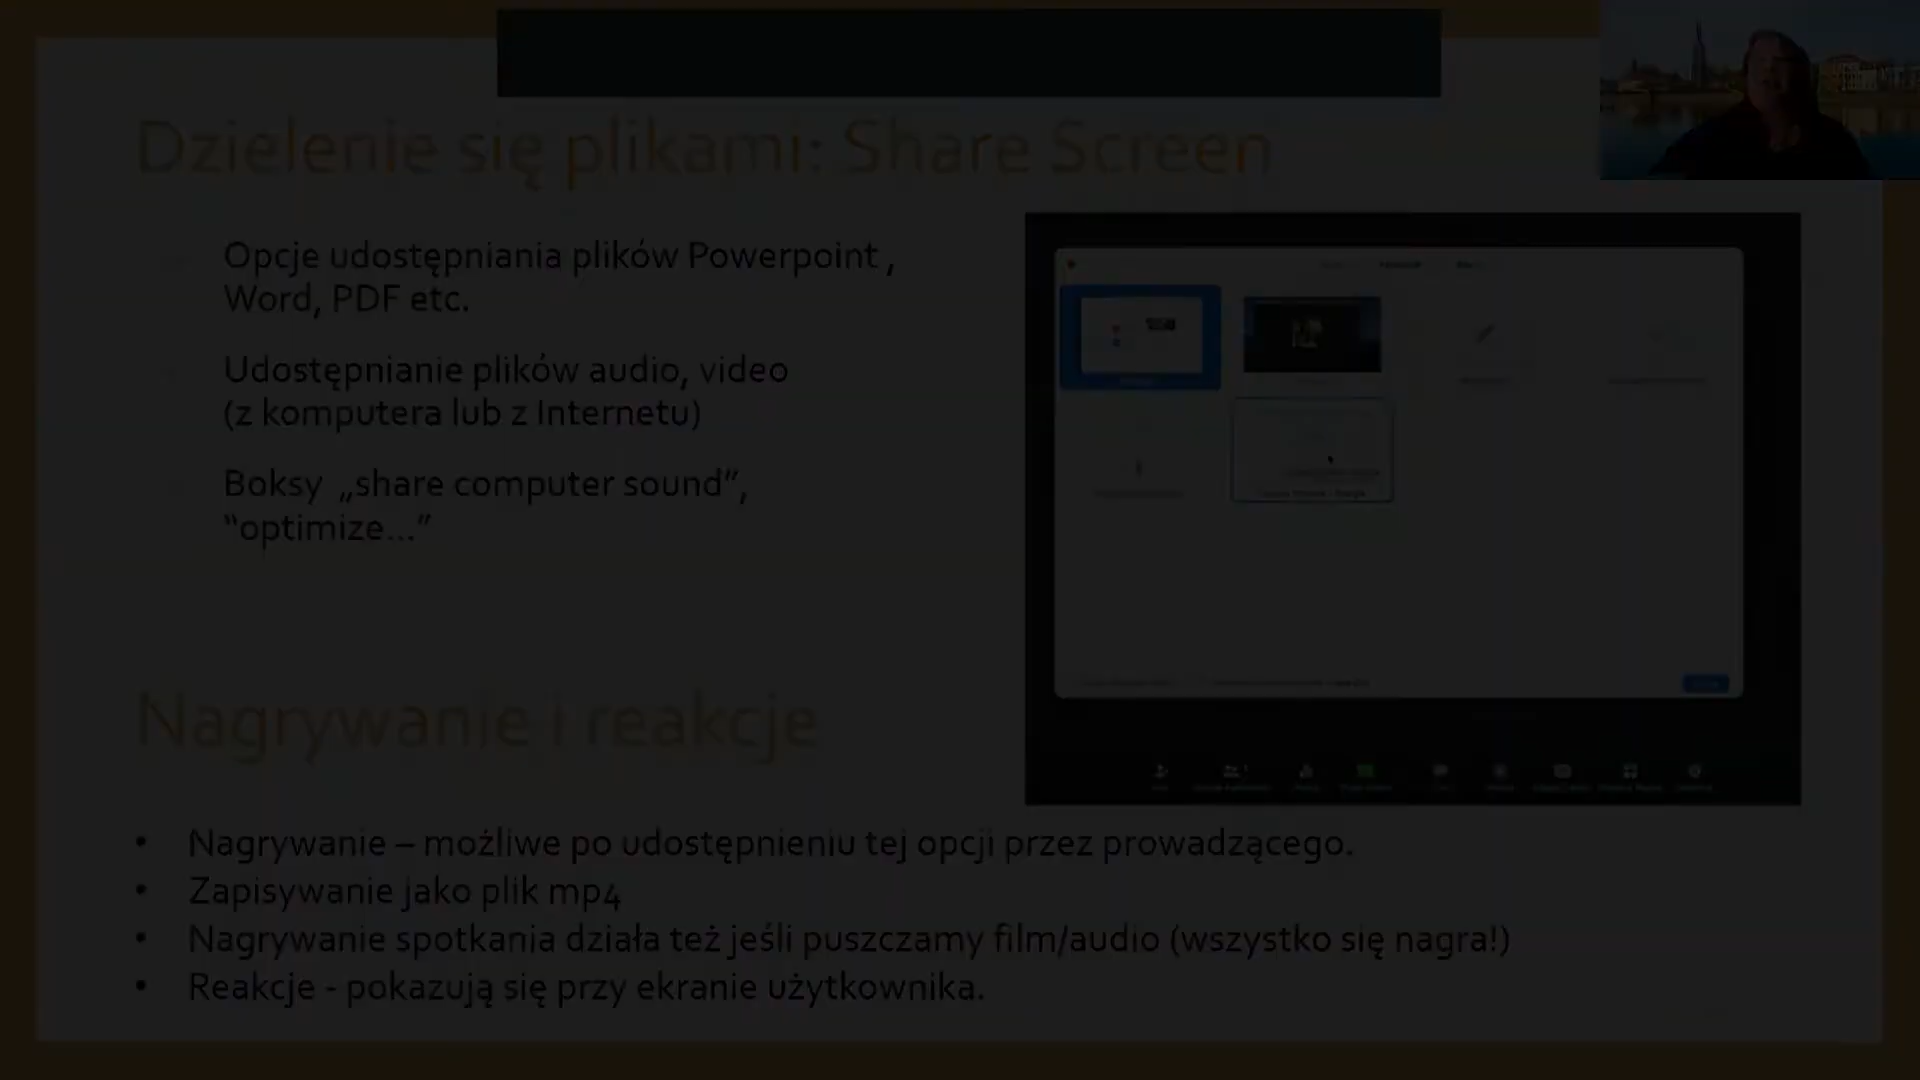 Dzielenie się plikami: Share Screen
Opcje udostępniania plików Powerpoint ,
Word, PDF etc.
Udostępnianie plików audio, video
(z komputera lub z Internetu)
Boksy „share computer sound”,
“optimize...”
Nagrywanie i reakcje
• Nagrywanie – możliwe po udostępnieniu tej opcji przez prowadzącego.
• Zapisywanie jako plik mp4
• Nagrywanie spotkania działa też jeśli puszczamy film/audio (wszystko się nagra!)
• Reakcje - pokazują się przy ekranie użytkownika.